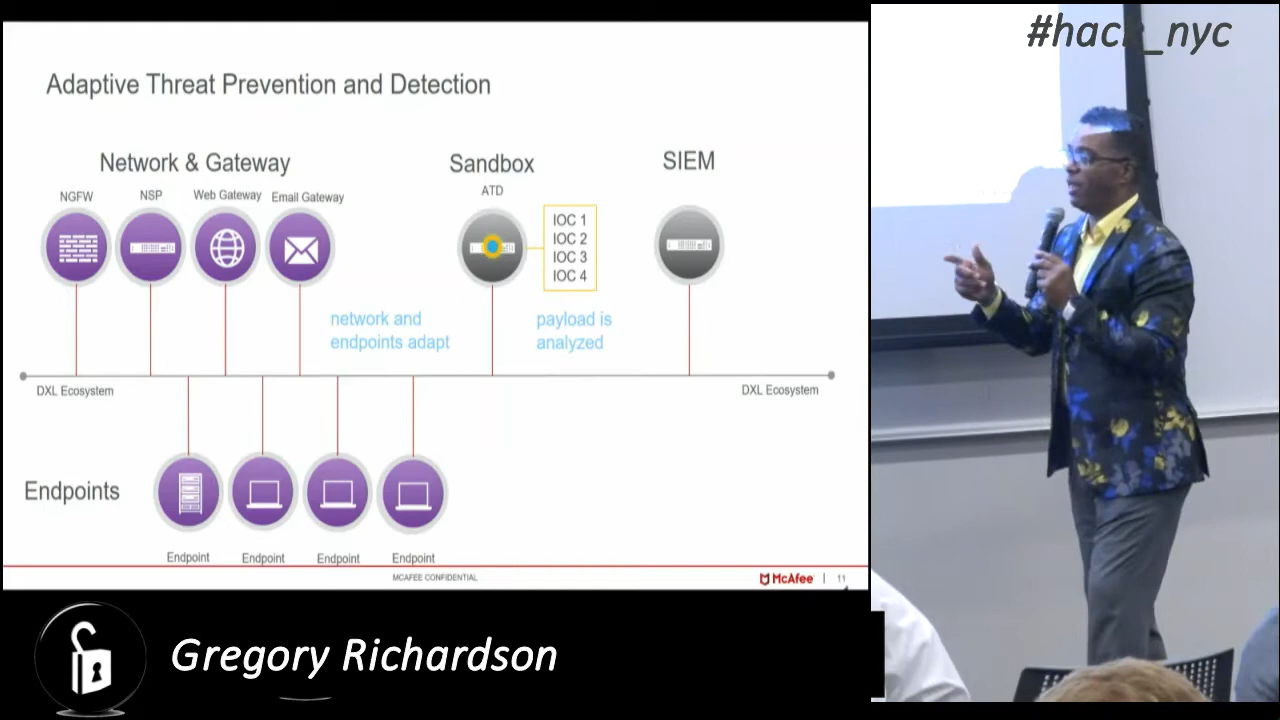 #hack_nyc
Adaptive Threat Prevention and Detection
Network & Gateway
Sandbox
SIEM
NGFW
NSP
Web Gateway
Email Gateway
ATD
IOC 1
IOC 2
IOC 3
IOC 4
network and
endpoints adapt
payload is
analyzed
DXL Ecosystem
DXL Ecosystem
Endpoints
Endpoint
Endpoint
Endpoint
Endpoint
MCAFEE CONFIDENTIAL
McAfee
11
Gregory Richardson